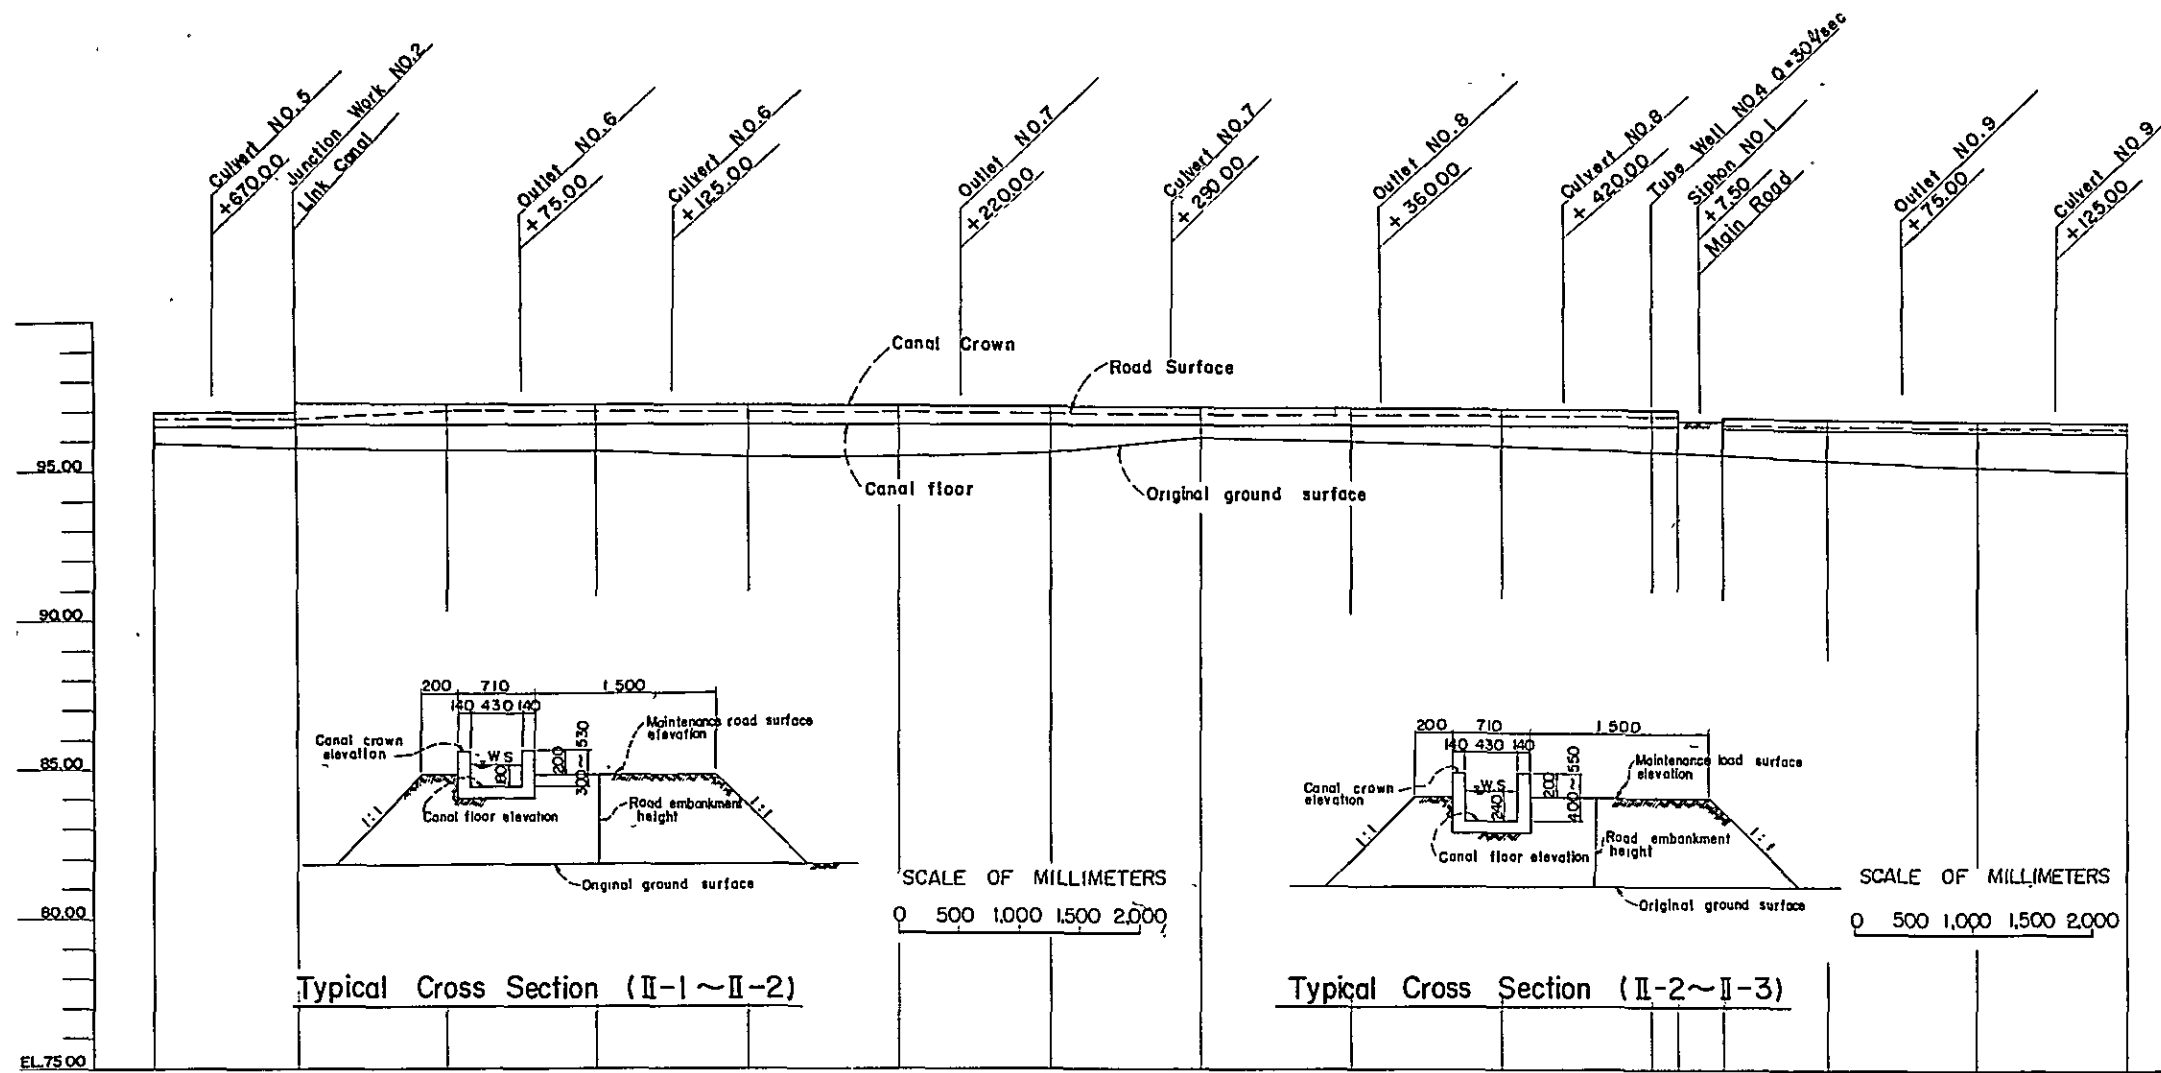 Culvert NO.5
+670.00
Junction Work NO.2
Link Canal
Outlet NO.6
+75.00
Culvert NO.6
+125.00
Outlet NO.7
+220.00
Culvert NO.7
+290.00
Outlet NO.8
+360.00
Culvert NO.8
+420.00
Tube Well NO.4 Q=30ℓ/sec
Siphon NO.1
+7.50
Main Road
Outlet NO.9
+75.00
Culvert NO.9
+125.00
Canal Crown
Road Surface
95.00
Canal floor
Original ground surface
90.00
85.00
80.00
EL.75.00
200 710 1.500
140 430 140
Canal crown
elevation
W S
180
200
300~530
Maintenance road surface
elevation
1:1
1:1
Canal floor elevation
Road embankment
height
Original ground surface
SCALE OF MILLIMETERS
0 500 1.000 1.500 2.000
Typical Cross Section (II-1~II-2)
200 710 1.500
140 430 140
Canal crown
elevation
W.S
240
200
400~550
Maintenance load surface
elevation
1:1
1:1
Canal floor elevation
Road embankment
height
Original ground surface
SCALE OF MILLIMETERS
0 500 1.000 1.500 2.000
Typical Cross Section (II-2~II-3)